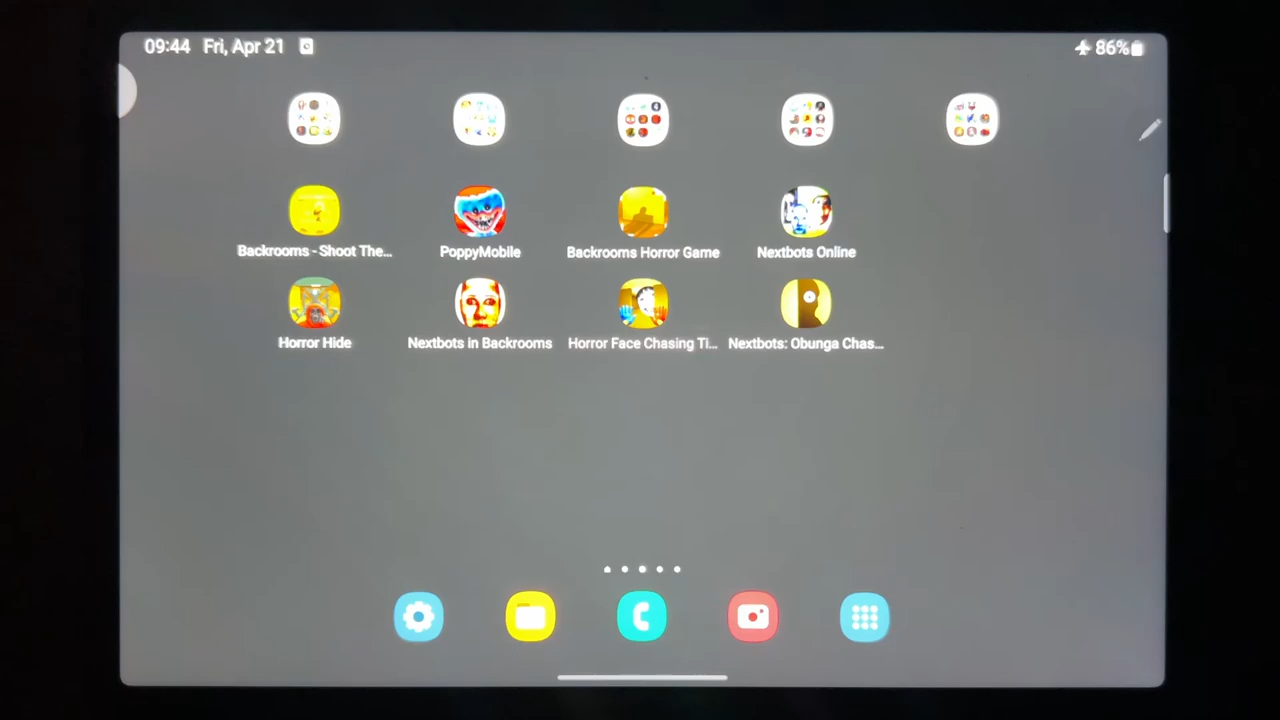 09:44 Fri, Apr 21 86%
Backrooms - Shoot The... PoppyMobile Backrooms Horror Game Nextbots Online
Horror Hide Nextbots in Backrooms Horror Face Chasing Ti... Nextbots: Obunga Chas...